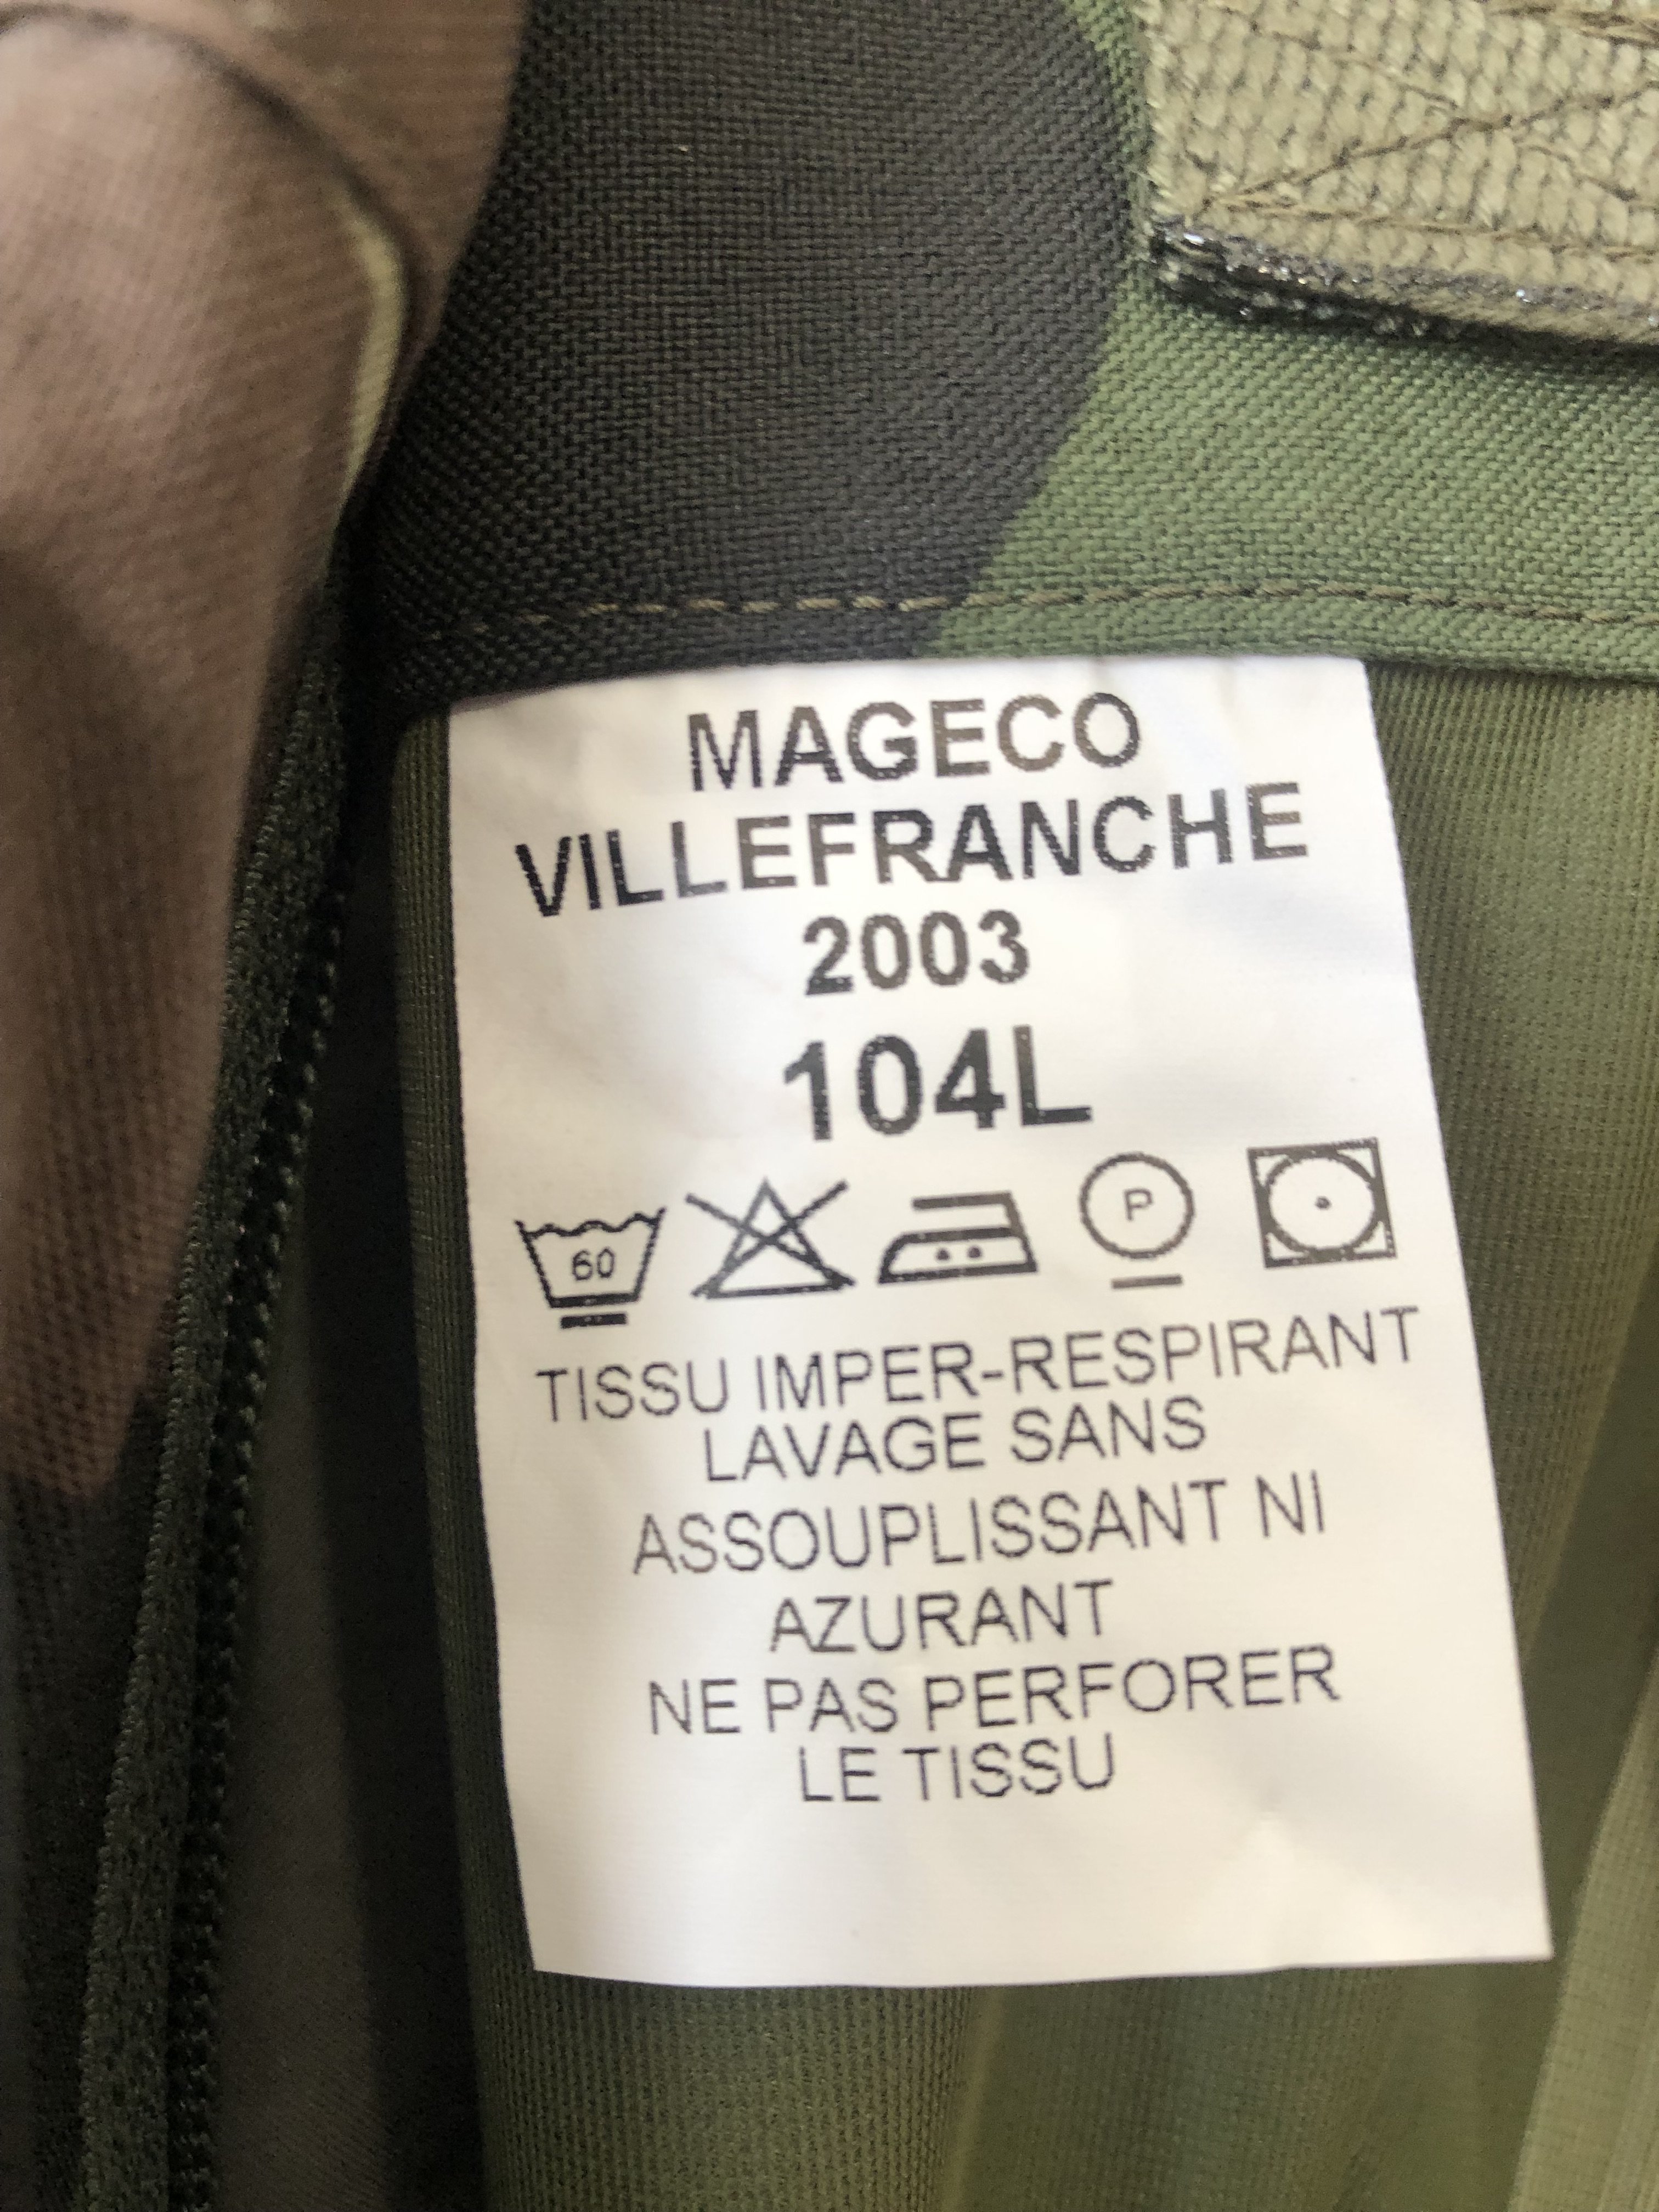 MAGECO
VILLEFRANCHE
2003
104L
60 P
TISSU IMPER-RESPIRANT
LAVAGE SANS
ASSOUPLISSANT NI
AZURANT
NE PAS PERFORER
LE TISSU